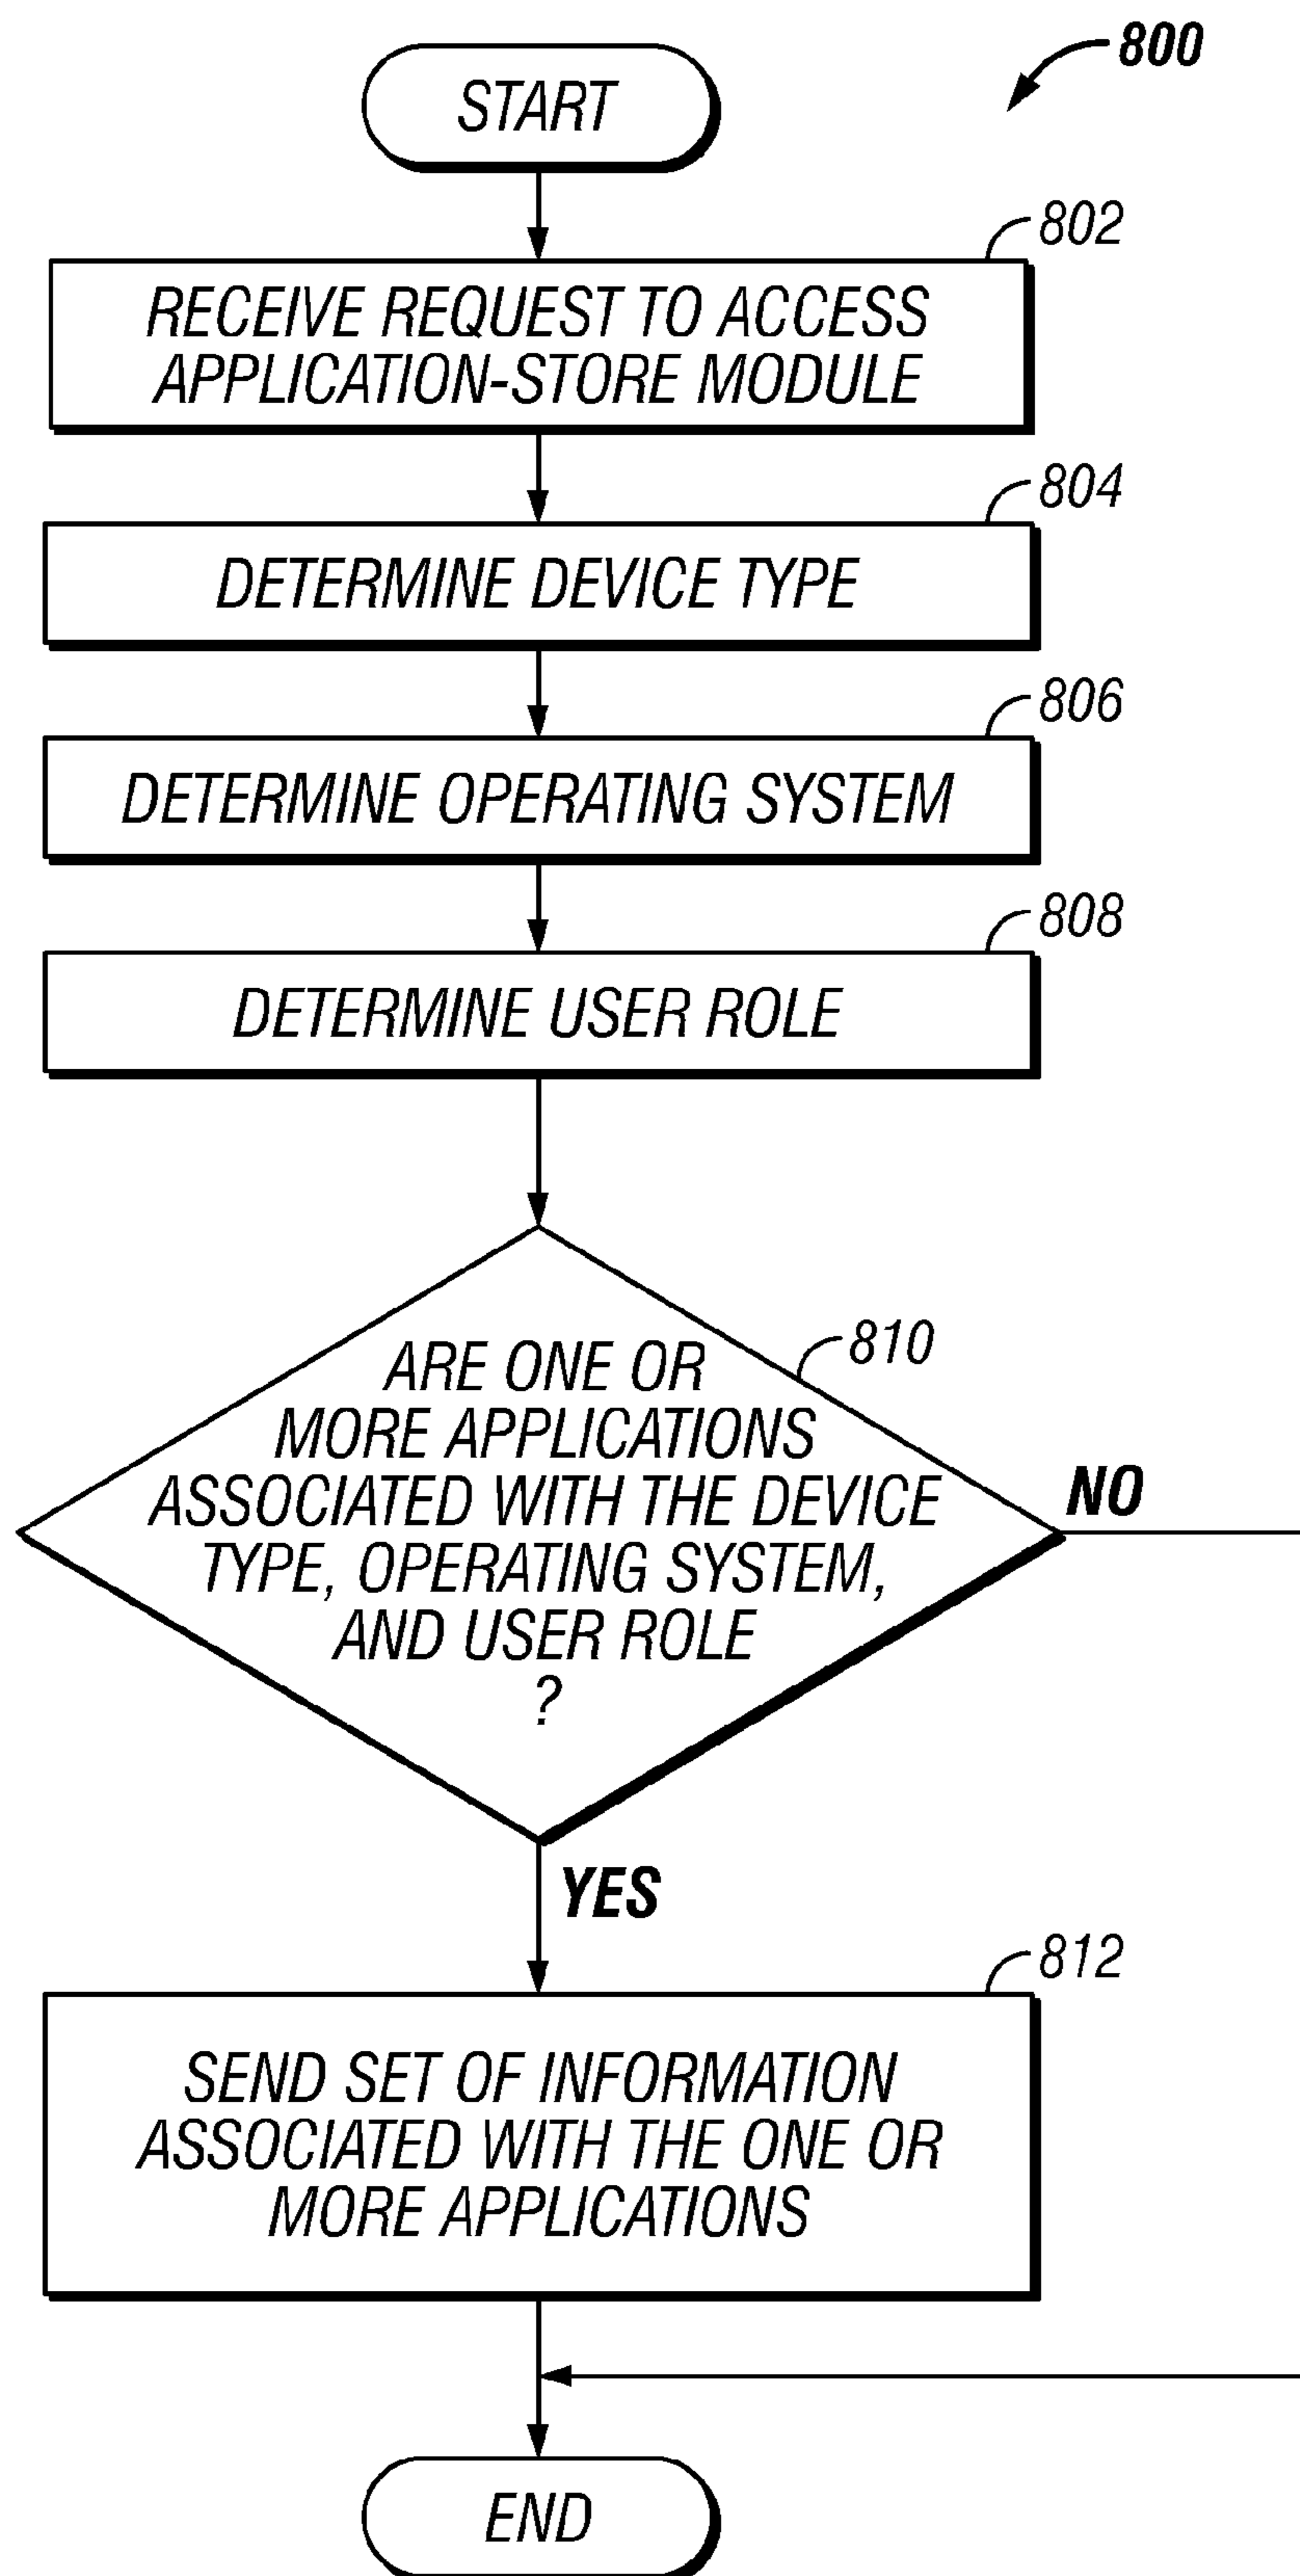 800
START
802
RECEIVE REQUEST TO ACCESS
APPLICATION-STORE MODULE
804
DETERMINE DEVICE TYPE
806
DETERMINE OPERATING SYSTEM
808
DETERMINE USER ROLE
810
ARE ONE OR
MORE APPLICATIONS
ASSOCIATED WITH THE DEVICE
TYPE, OPERATING SYSTEM,
AND USER ROLE
?
NO
YES
812
SEND SET OF INFORMATION
ASSOCIATED WITH THE ONE OR
MORE APPLICATIONS
END